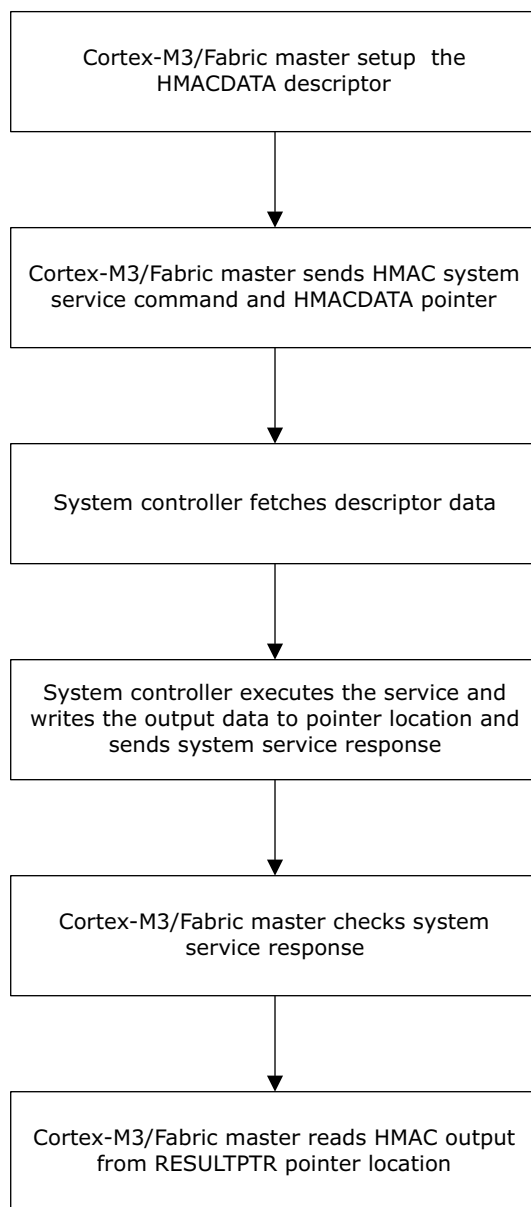 Cortex-M3/Fabric master setup the
HMACDATA descriptor
Cortex-M3/Fabric master sends HMAC system
service command and HMACDATA pointer
System controller fetches descriptor data
System controller executes the service and
writes the output data to pointer location and
sends system service response
Cortex-M3/Fabric master checks system
service response
Cortex-M3/Fabric master reads HMAC output
from RESULTPTR pointer location